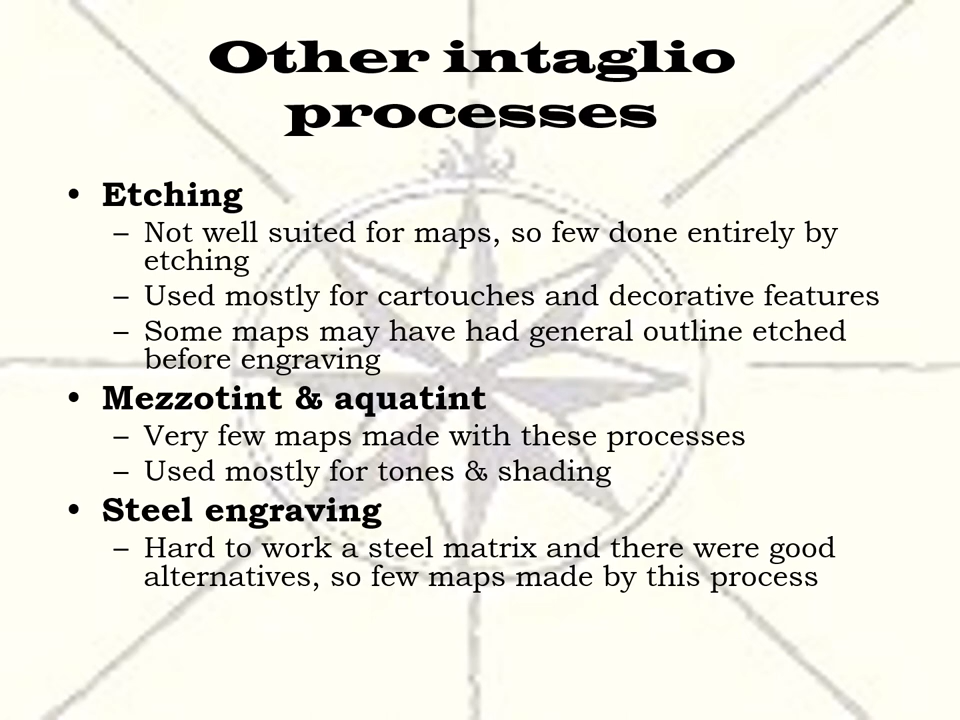 Other intaglio
processes
• Etching
– Not well suited for maps, so few done entirely by
etching
– Used mostly for cartouches and decorative features
– Some maps may have had general outline etched
before engraving
• Mezzotint & aquatint
– Very few maps made with these processes
– Used mostly for tones & shading
• Steel engraving
– Hard to work a steel matrix and there were good
alternatives, so few maps made by this process